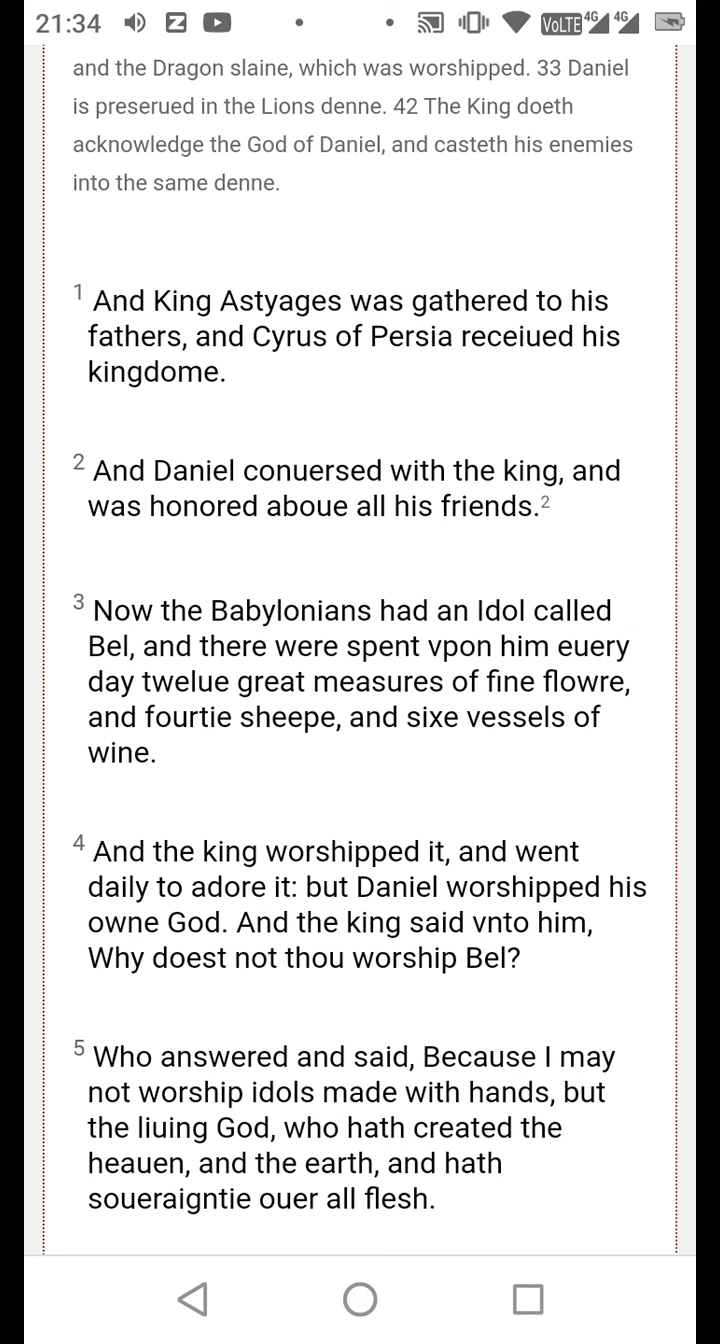 21:34
VoLTE 4G 4G
and the Dragon slaine, which was worshipped. 33 Daniel
is preserued in the Lions denne. 42 The King doeth
acknowledge the God of Daniel, and casteth his enemies
into the same denne.
1 And King Astyages was gathered to his
fathers, and Cyrus of Persia receiued his
kingdome.
2 And Daniel conuersed with the king, and
was honored aboue all his friends.2
3 Now the Babylonians had an Idol called
Bel, and there were spent vpon him euery
day twelue great measures of fine flowre,
and fourtie sheepe, and sixe vessels of
wine.
4 And the king worshipped it, and went
daily to adore it: but Daniel worshipped his
owne God. And the king said vnto him,
Why doest not thou worship Bel?
5 Who answered and said, Because I may
not worship idols made with hands, but
the liuing God, who hath created the
heauen, and the earth, and hath
soueraigntie ouer all flesh.